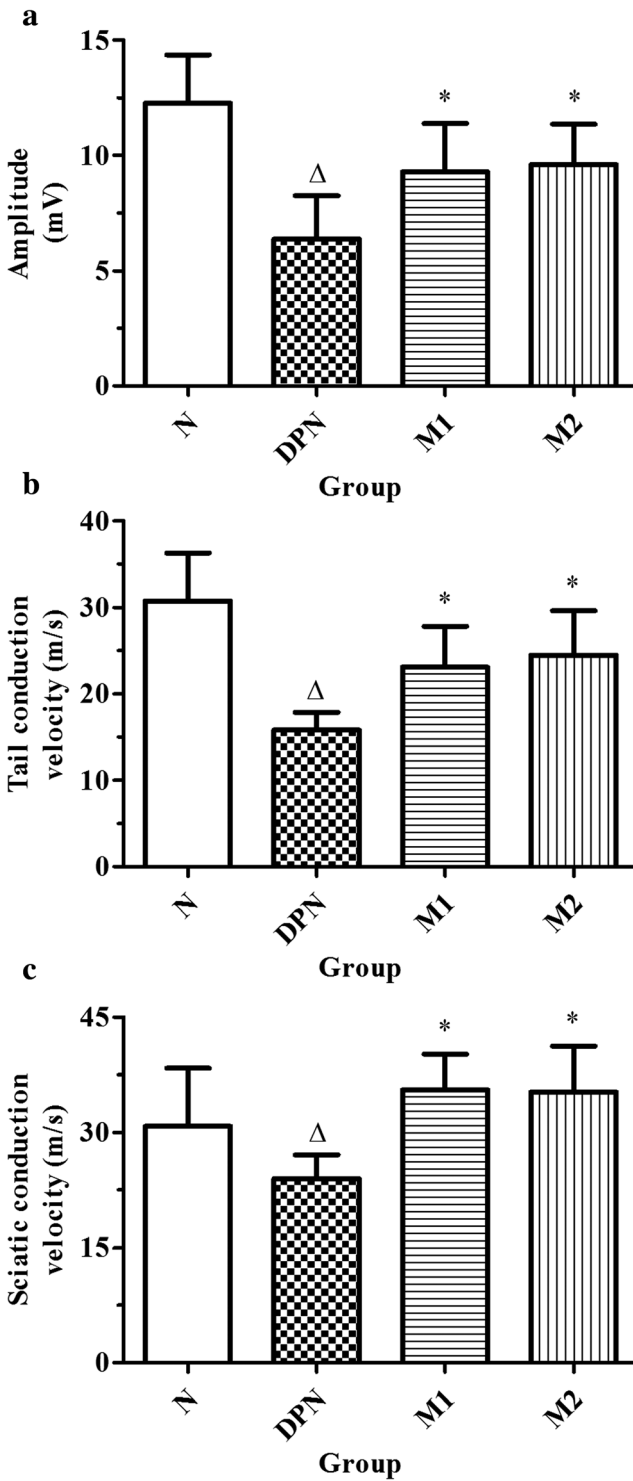 a
Amplitude
(mV)
15
10
5
0
*
*
Δ
N
DPN
M1
M2
Group
b
Tail conduction
velocity (m/s)
40
30
20
10
0
*
*
Δ
N
DPN
M1
M2
Group
c
Sciatic conduction
velocity (m/s)
45
30
15
0
*
*
Δ
N
DPN
M1
M2
Group